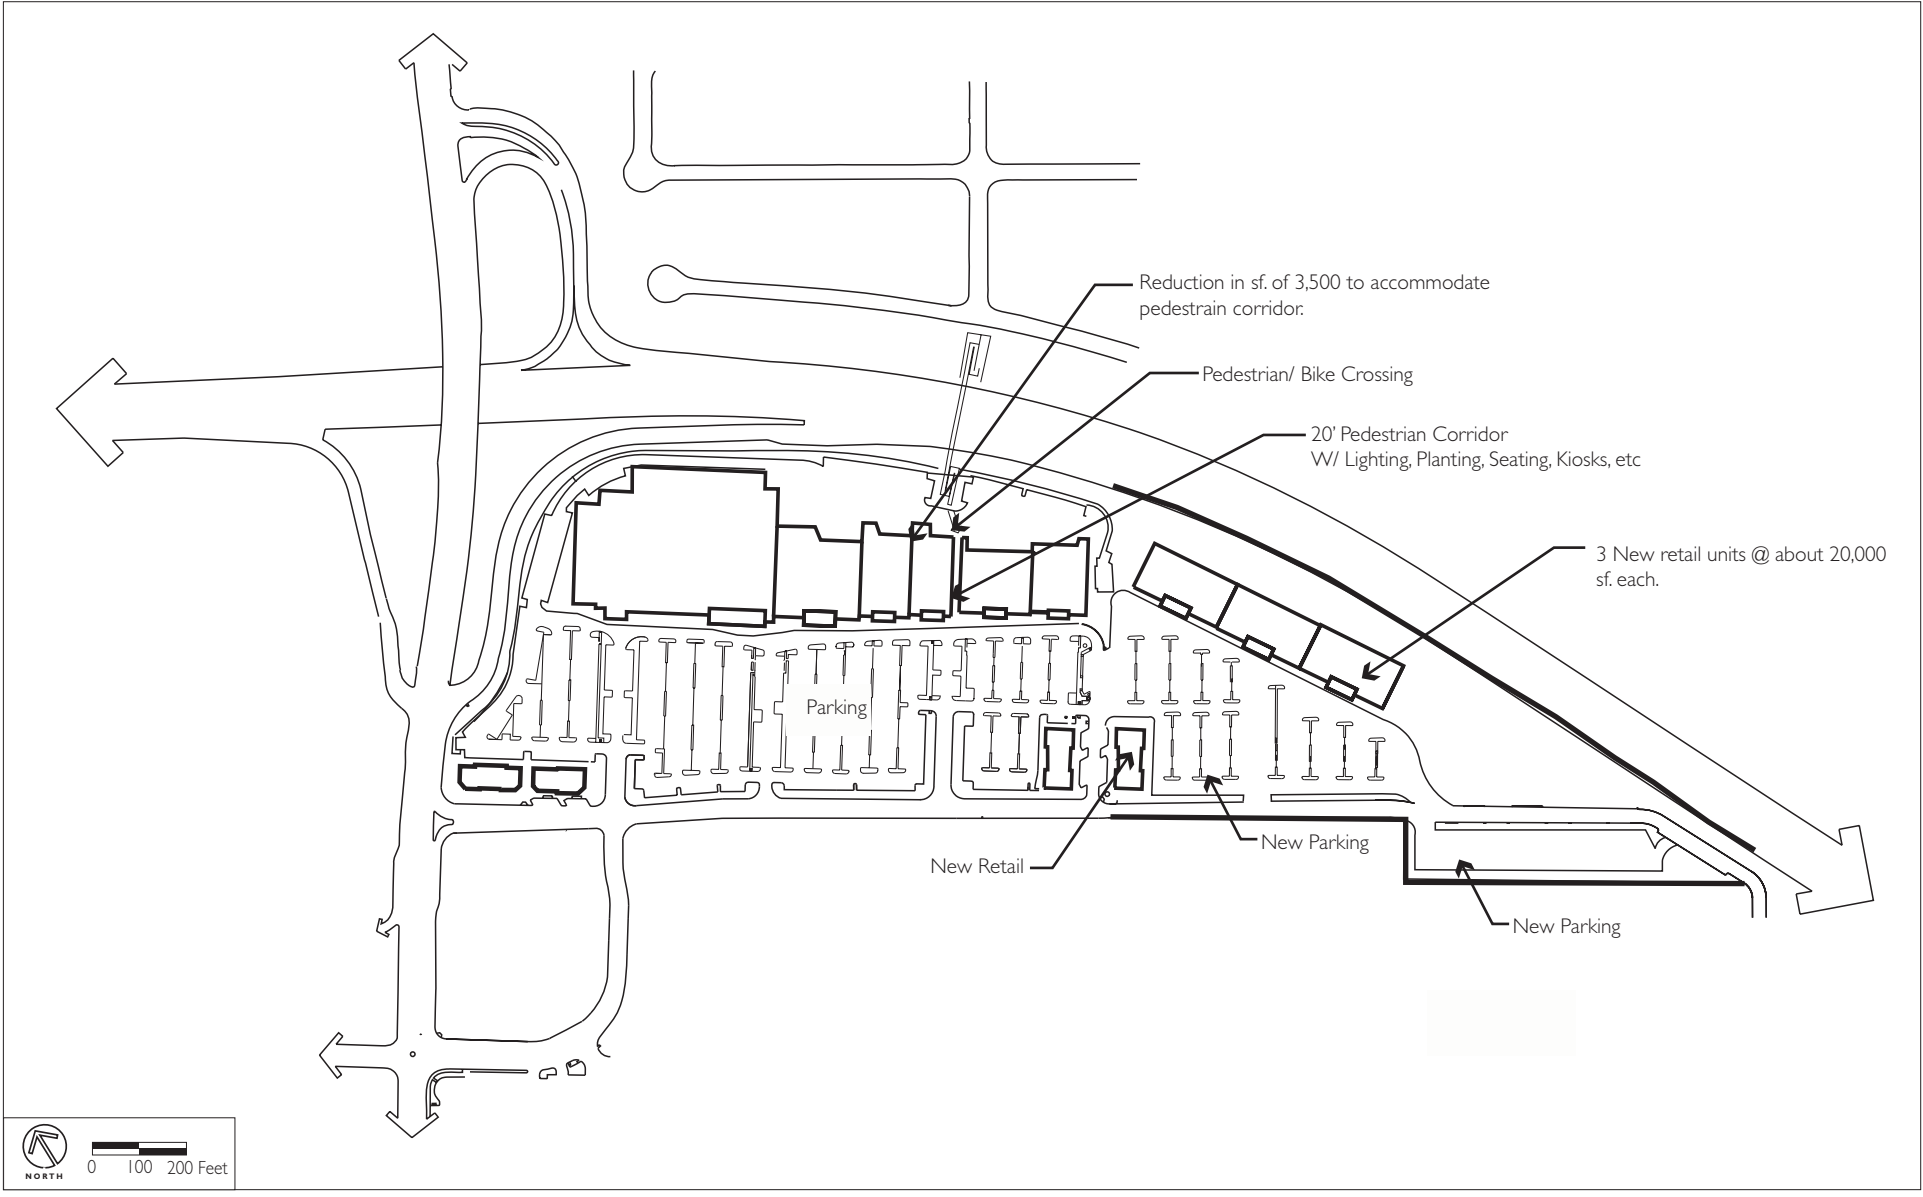 Reduction in sf. of 3,500 to accommodate
pedestrain corridor.
Pedestrian/ Bike Crossing
20' Pedestrian Corridor
W/ Lighting, Planting, Seating, Kiosks, etc
3 New retail units @ about 20,000
sf. each.
Parking
New Retail
New Parking
New Parking
NORTH
0 100 200 Feet